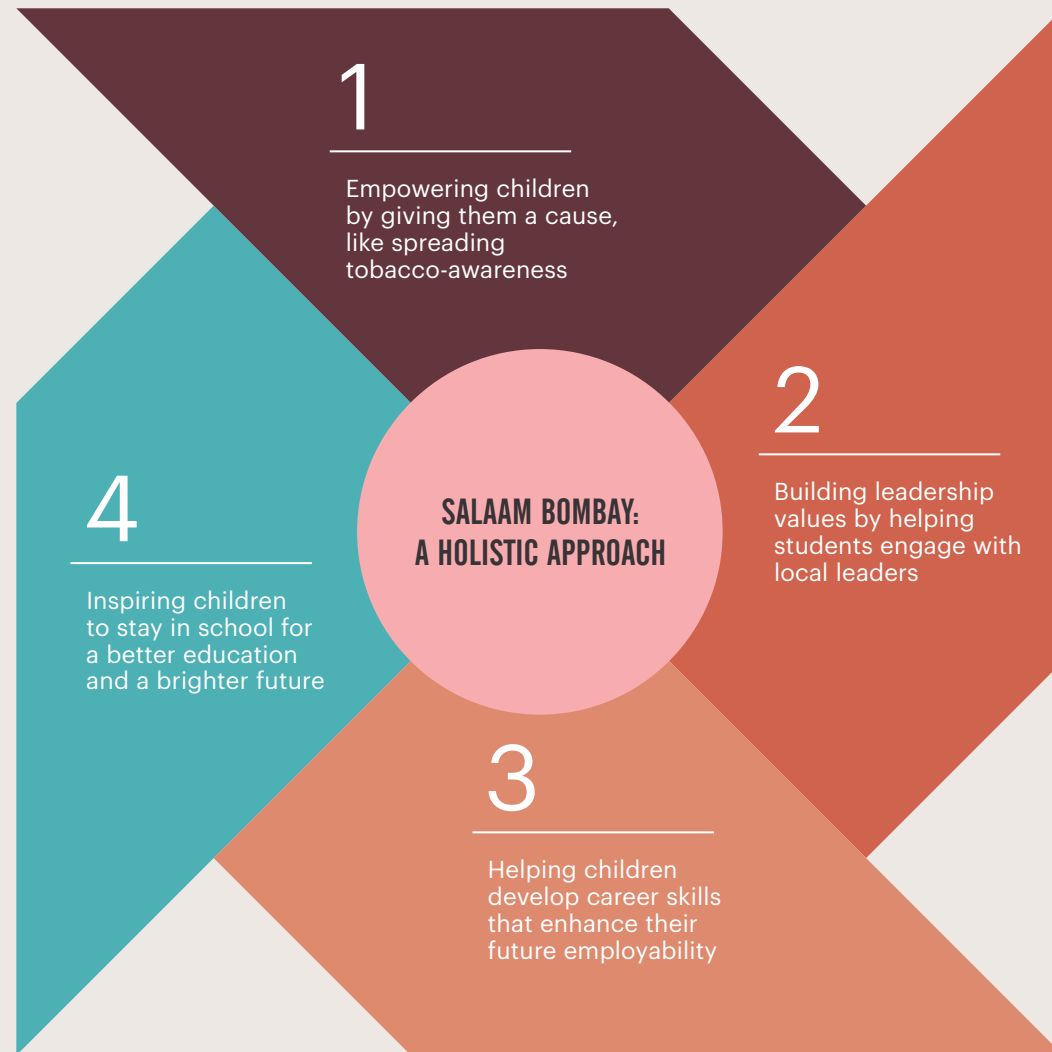 1
Empowering children
by giving them a cause,
like spreading
tobacco-awareness
2
Building leadership
values by helping
students engage with
local leaders
SALAAM BOMBAY:
A HOLISTIC APPROACH
4
Inspiring children
to stay in school for
a better education
and a brighter future
3
Helping children
develop career skills
that enhance their
future employability